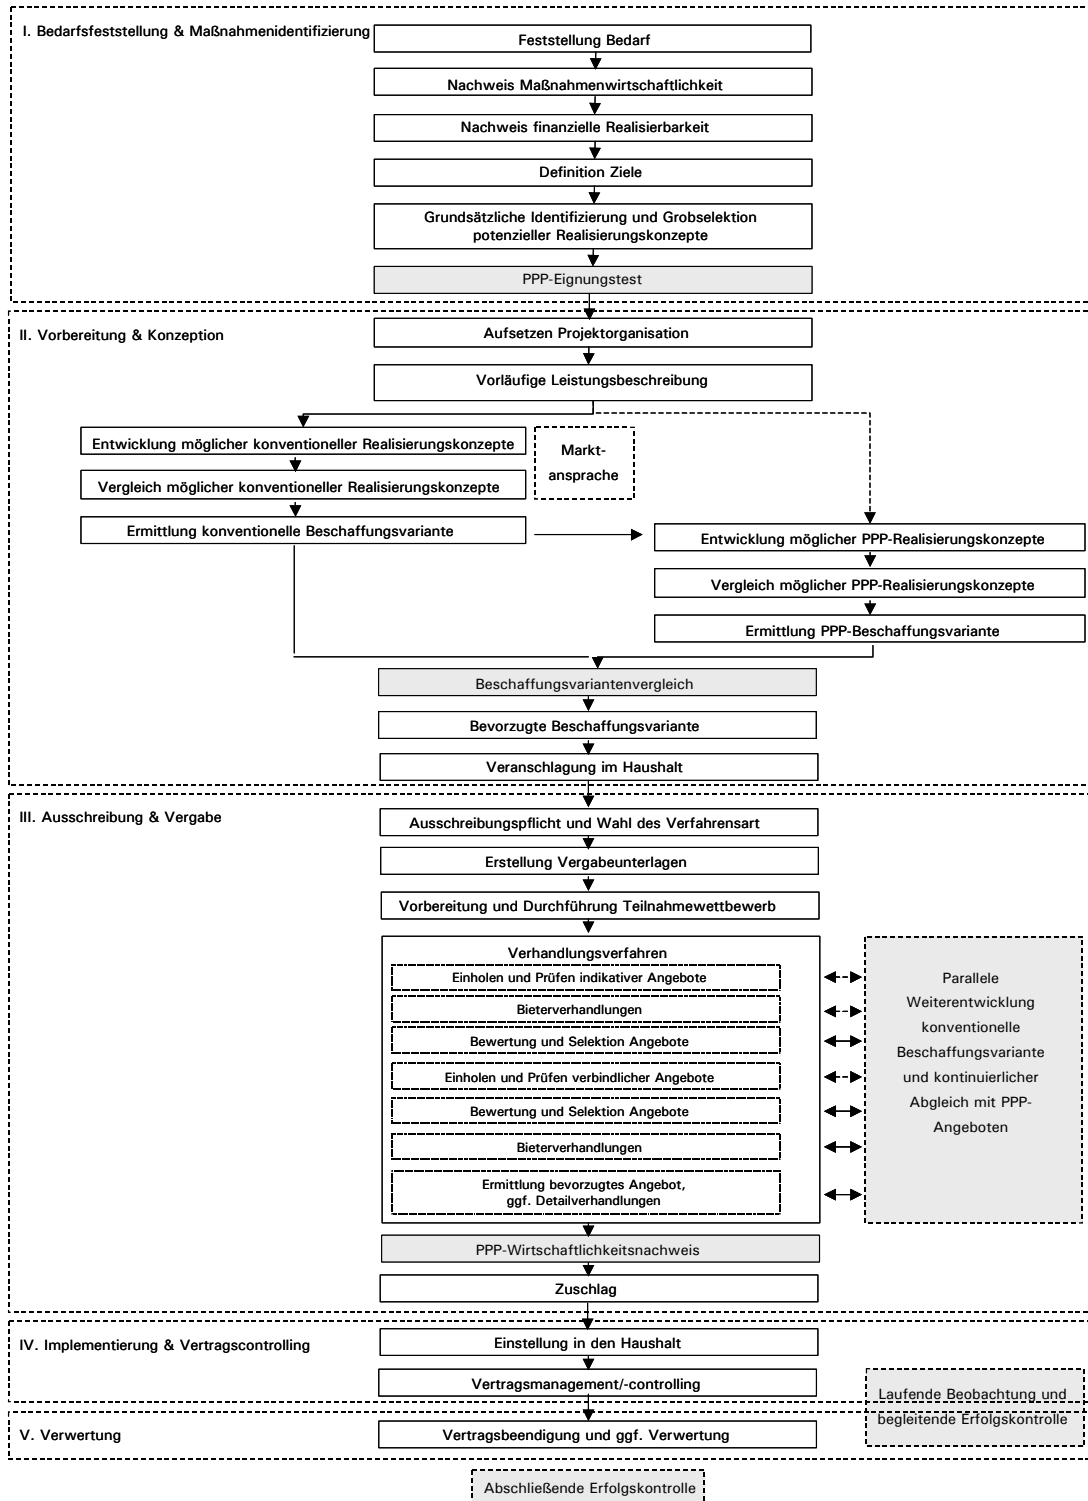 I. Bedarfsfeststellung & Maßnahmenidentifizierung
Feststellung Bedarf
Nachweis Maßnahmenwirtschaftlichkeit
Nachweis finanzielle Realisierbarkeit
Definition Ziele
Grundsätzliche Identifizierung und Grobselektion
potenzieller Realisierungskonzepte
PPP-Eignungstest
II. Vorbereitung & Konzeption
Aufsetzen Projektorganisation
Vorläufige Leistungsbeschreibung
Entwicklung möglicher konventioneller Realisierungskonzepte
Vergleich möglicher konventioneller Realisierungskonzepte
Ermittlung konventionelle Beschaffungsvariante
Markt-
ansprache
Entwicklung möglicher PPP-Realisierungskonzepte
Vergleich möglicher PPP-Realisierungskonzepte
Ermittlung PPP-Beschaffungsvariante
Beschaffungsvariantenvergleich
Bevorzugte Beschaffungsvariante
Veranschlagung im Haushalt
III. Ausschreibung & Vergabe
Ausschreibungspflicht und Wahl des Verfahrensart
Erstellung Vergabeunterlagen
Vorbereitung und Durchführung Teilnahmewettbewerb
Verhandlungsverfahren
Einholen und Prüfen indikativer Angebote
Bieterverhandlungen
Bewertung und Selektion Angebote
Einholen und Prüfen verbindlicher Angebote
Bewertung und Selektion Angebote
Bieterverhandlungen
Ermittlung bevorzugtes Angebot,
ggf. Detailverhandlungen
Parallele
Weiterentwicklung
konventionelle
Beschaffungsvariante
und kontinuierlicher
Abgleich mit PPP-
Angeboten
PPP-Wirtschaftlichkeitsnachweis
Zuschlag
IV. Implementierung & Vertragscontrolling
Einstellung in den Haushalt
Vertragsmanagement/-controlling
Laufende Beobachtung und
begleitende Erfolgskontrolle
V. Verwertung
Vertragsbeendigung und ggf. Verwertung
Abschließende Erfolgskontrolle